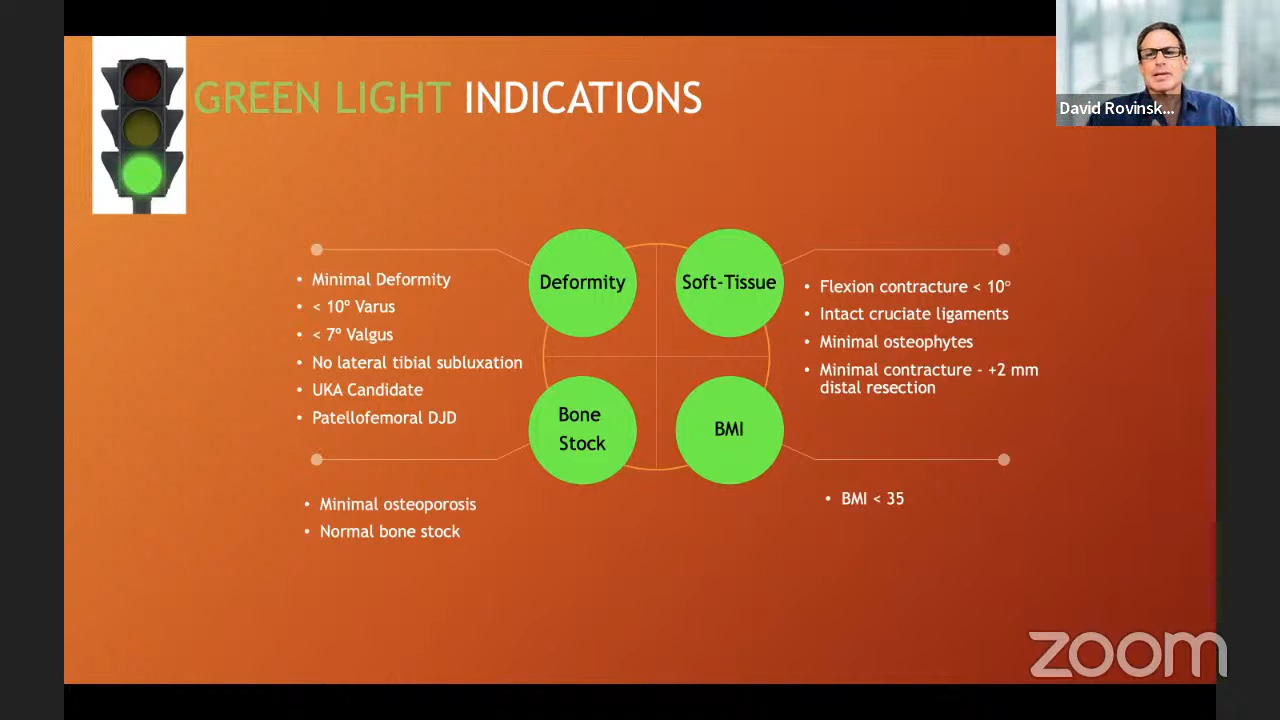 GREEN LIGHT INDICATIONS
David Rovinsk...
Deformity
• Minimal Deformity
• < 10º Varus
• < 7º Valgus
• No lateral tibial subluxation
• UKA Candidate
• Patellofemoral DJD
Soft-Tissue
• Flexion contracture < 10°
• Intact cruciate ligaments
• Minimal osteophytes
• Minimal contracture - +2 mm
distal resection
Bone
Stock
• Minimal osteoporosis
• Normal bone stock
BMI
• BMI < 35
zoom